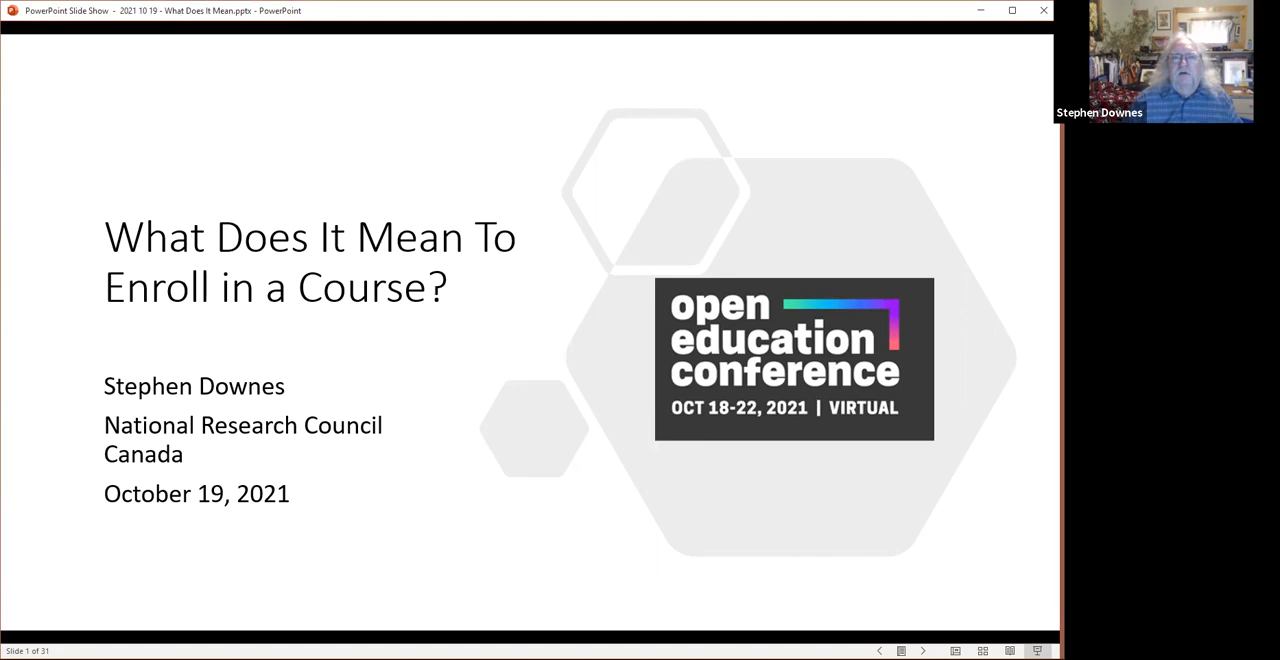 PowerPoint Slide Show - 2021 10 19 - What Does It Mean.pptx - PowerPoint
Stephen Downes
What Does It Mean To
Enroll in a Course?
open
education
conference
OCT 18-22, 2021 | VIRTUAL
Stephen Downes
National Research Council
Canada
October 19, 2021
Slide 1 of 31